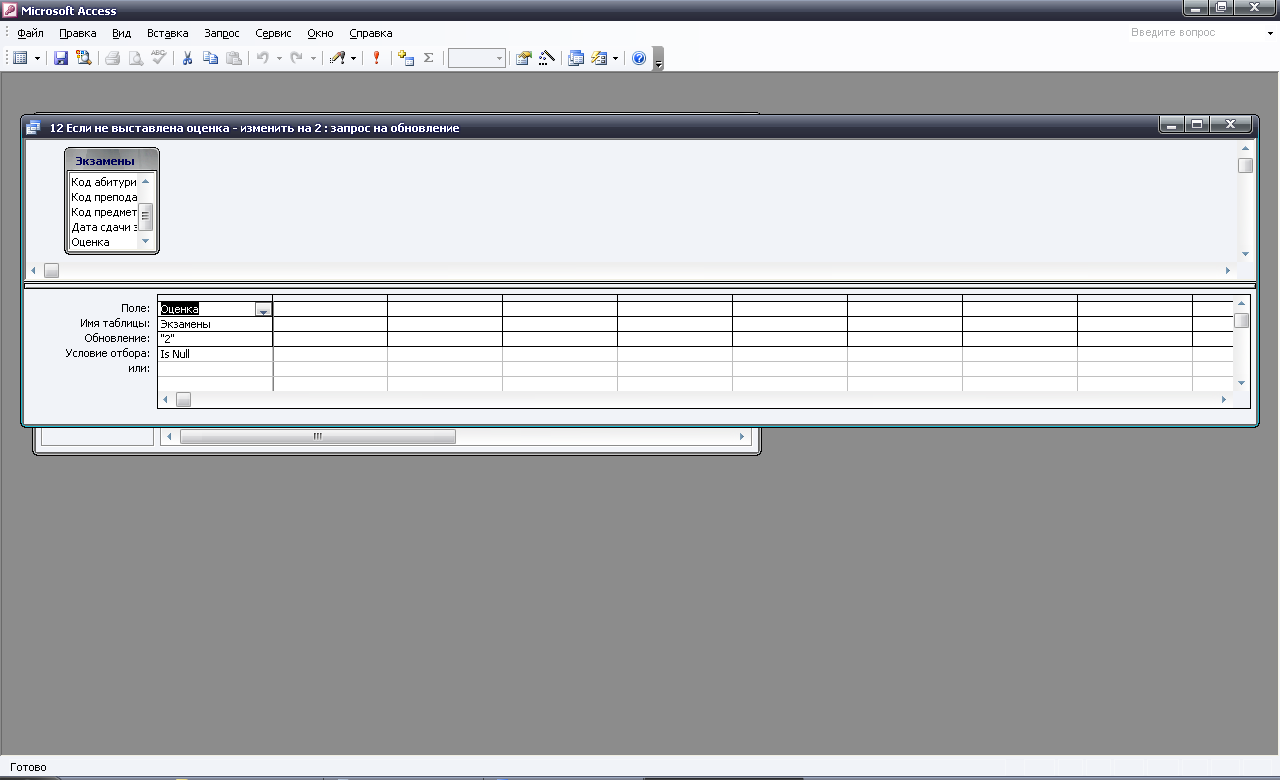 Microsoft Access
Файл Правка Вид Вставка Запрос Сервис Окно Справка
Введите вопрос
12 Если не выставлена оценка - изменить на 2 : запрос на обновление
Экзамены
Код абитури
Код препода
Код предмет
Дата сдачи э
Оценка
Поле: Оценка
Имя таблицы: Экзамены
Обновление: "2"
Условие отбора: Is Null
или:
Готово